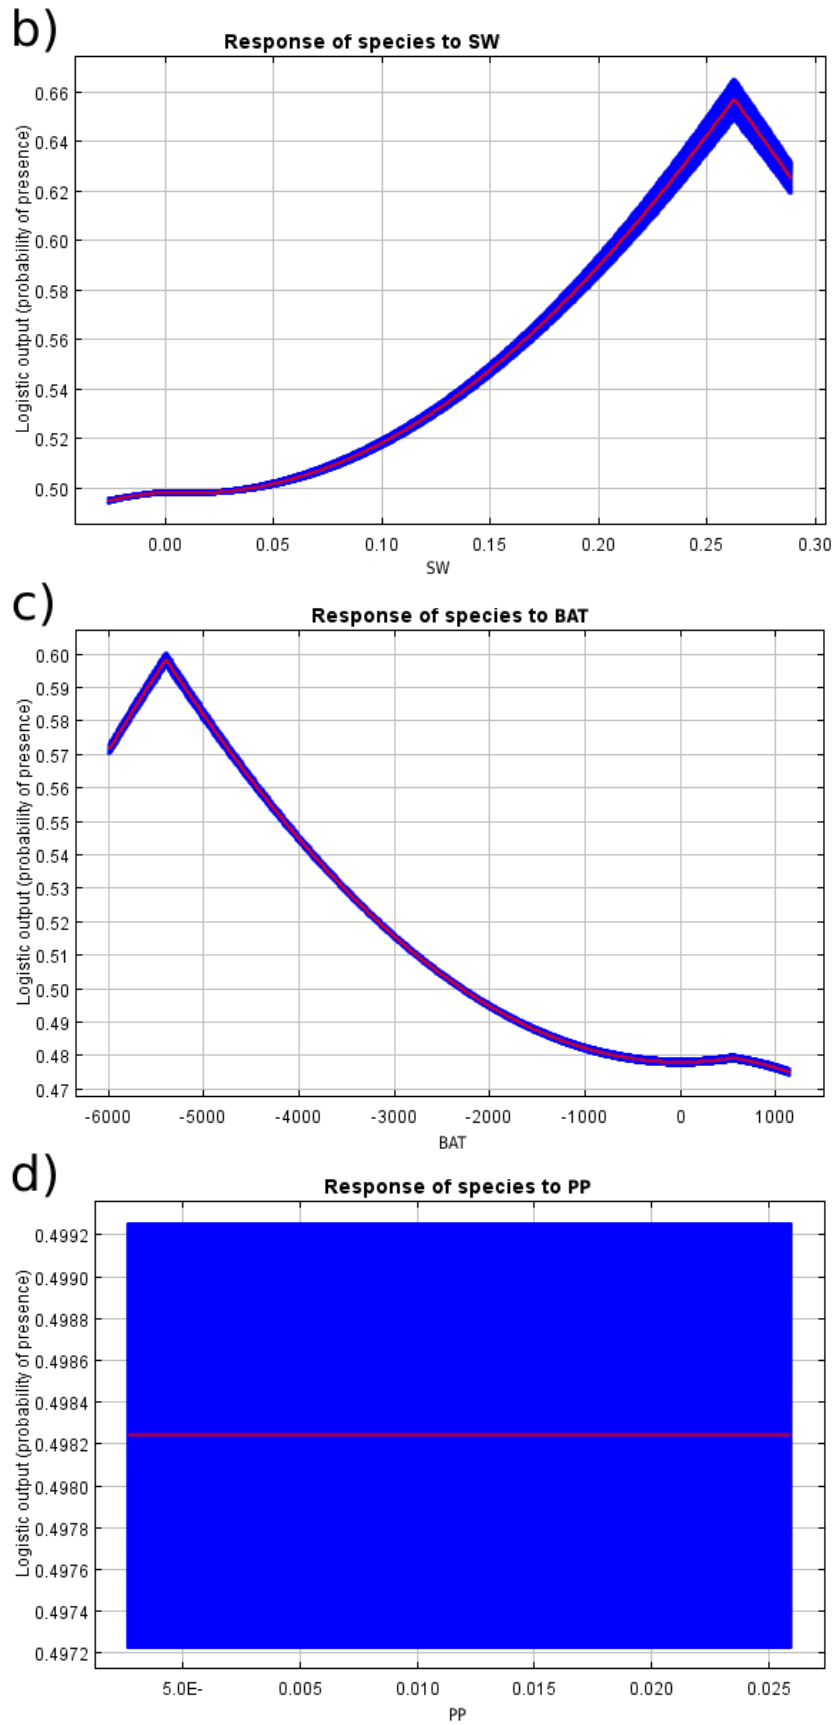 b)
Response of species to SW
Logistic output (probability of presence)
0.66
0.64
0.62
0.60
0.58
0.56
0.54
0.52
0.50
0.00 0.05 0.10 0.15 0.20 0.25 0.30
SW
c)
Response of species to BAT
Logistic output (probability of presence)
0.60
0.59
0.58
0.57
0.56
0.55
0.54
0.53
0.52
0.51
0.50
0.49
0.48
0.47
-6000 -5000 -4000 -3000 -2000 -1000 0 1000
BAT
d)
Response of species to PP
Logistic output (probability of presence)
0.4992
0.4990
0.4988
0.4986
0.4984
0.4982
0.4980
0.4978
0.4976
0.4974
0.4972
5.0E- 0.005 0.010 0.015 0.020 0.025
PP